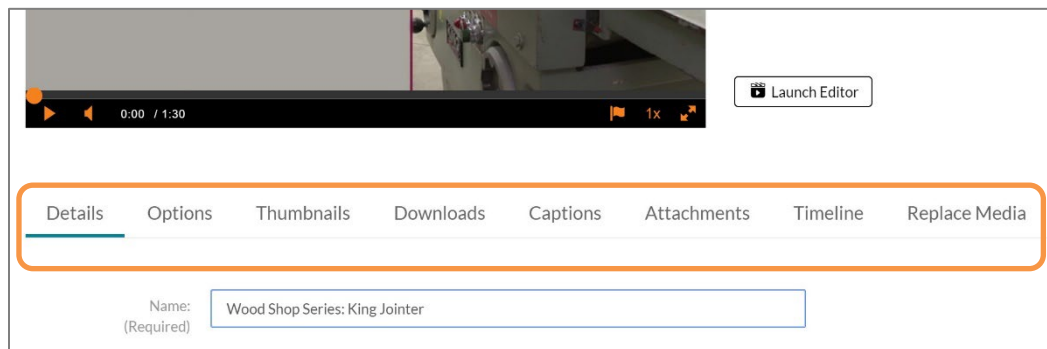 Launch Editor
0:00 / 1:30
1x
Details Options Thumbnails Downloads Captions Attachments Timeline Replace Media
Name: Wood Shop Series: King Jointer
(Required)